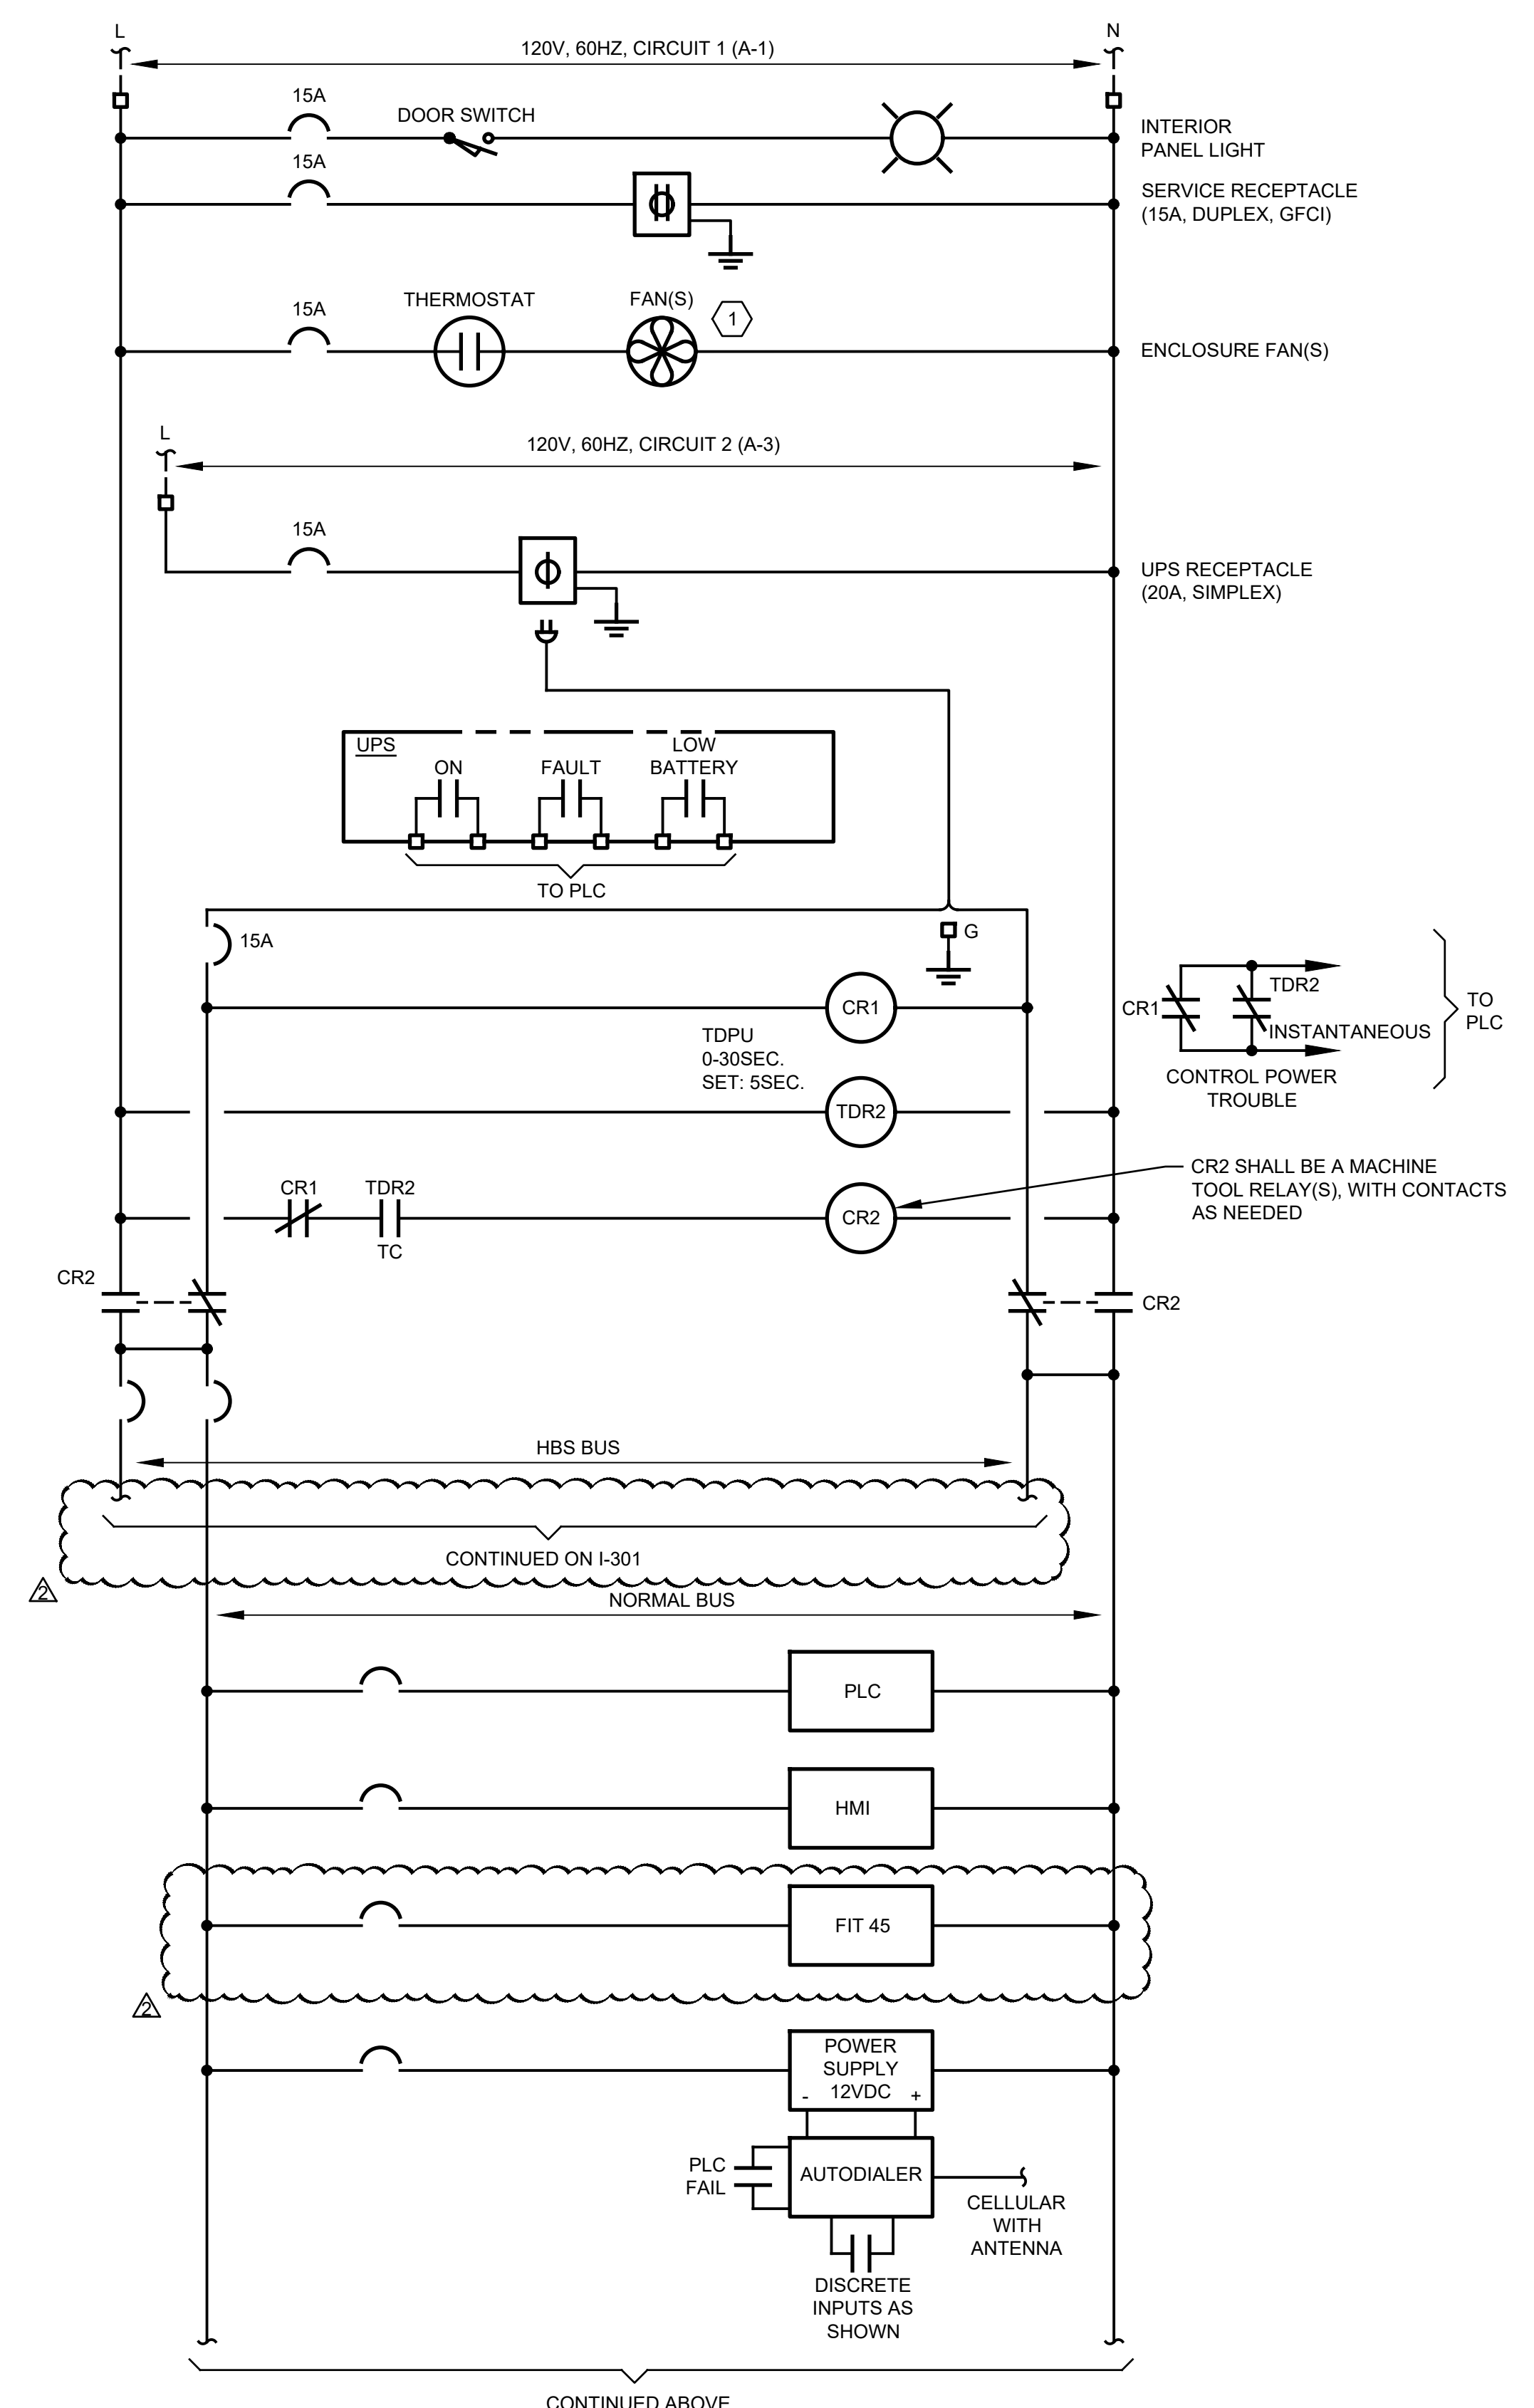 L
N
120V, 60HZ, CIRCUIT 1 (A-1)
15A
DOOR SWITCH
INTERIOR
PANEL LIGHT
15A
SERVICE RECEPTACLE
(15A, DUPLEX, GFCI)
15A
THERMOSTAT
FAN(S)
1
ENCLOSURE FAN(S)
L
120V, 60HZ, CIRCUIT 2 (A-3)
15A
UPS RECEPTACLE
(20A, SIMPLEX)
UPS
ON
FAULT
LOW
BATTERY
TO PLC
15A
G
CR1
CR1
TDR2
INSTANTANEOUS
TO
PLC
CONTROL POWER
TROUBLE
TDPU
0-30SEC.
SET: 5SEC.
TDR2
CR1
TDR2
TC
CR2
CR2 SHALL BE A MACHINE
TOOL RELAY(S), WITH CONTACTS
AS NEEDED
CR2
CR2
HBS BUS
CONTINUED ON I-301
2
NORMAL BUS
PLC
HMI
FIT 45
2
POWER
SUPPLY
12VDC
- +
PLC
FAIL
AUTODIALER
CELLULAR
WITH
ANTENNA
DISCRETE
INPUTS AS
SHOWN
CONTINUED ABOVE